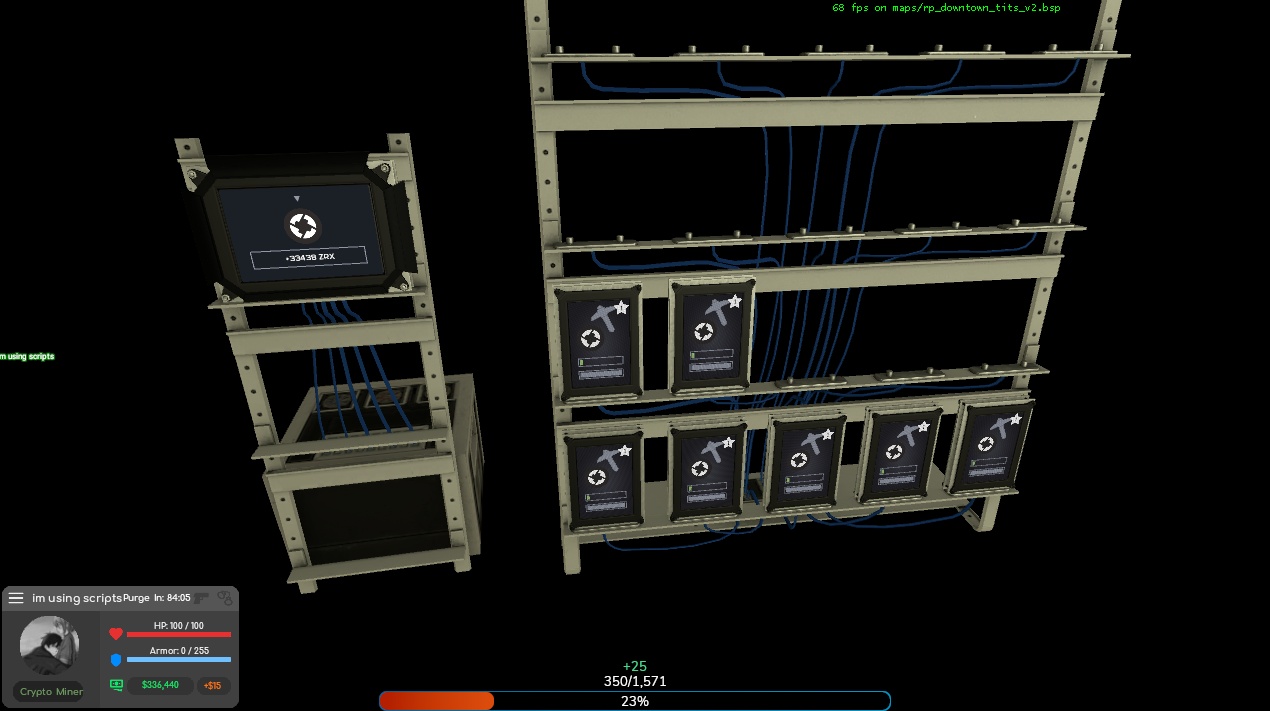 68 fps on maps/rp_downtown_tits_v2.bsp
+33438 ZRX
m using scripts
im using scripts
Purge In: 84:05
HP: 100 / 100
Armor: 0 / 255
Crypto Miner
$336,440
+$15
+25
350/1,571
23%